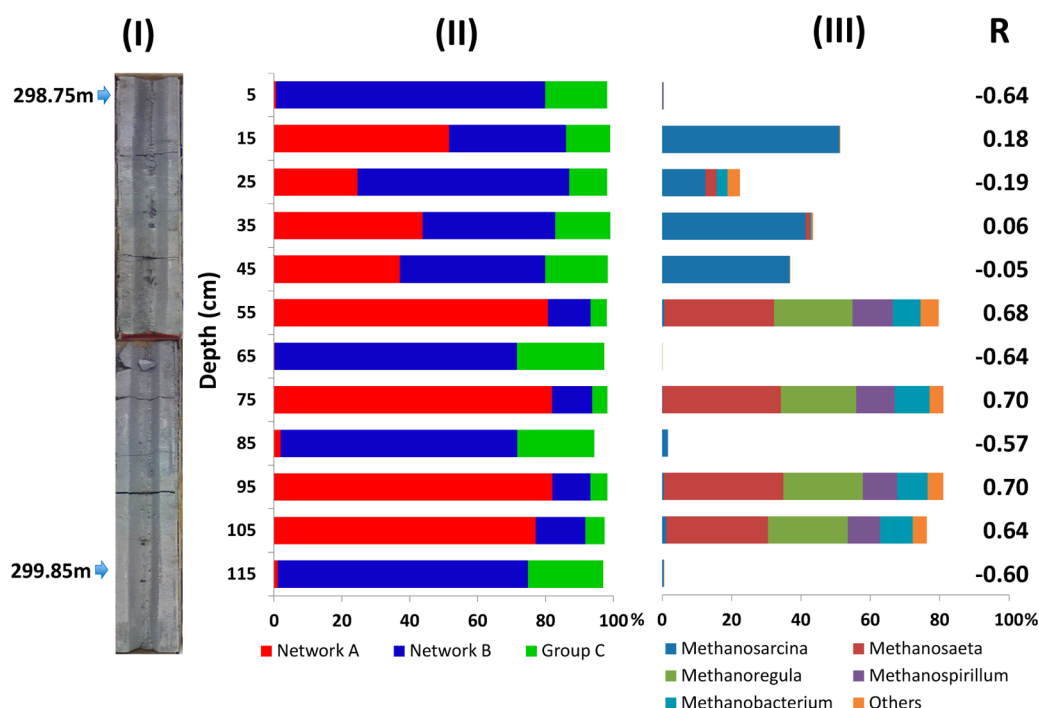 (I) (II) (III) R
298.75m
299.85m
Depth (cm)
5 -0.64
15 0.18
25 -0.19
35 0.06
45 -0.05
55 0.68
65 -0.64
75 0.70
85 -0.57
95 0.70
105 0.64
115 -0.60
0 20 40 60 80 100 %
0 20 40 60 80 100%
Network A Network B Group C
Methanosarcina Methanosaeta
Methanoregula Methanospirillum
Methanobacterium Others